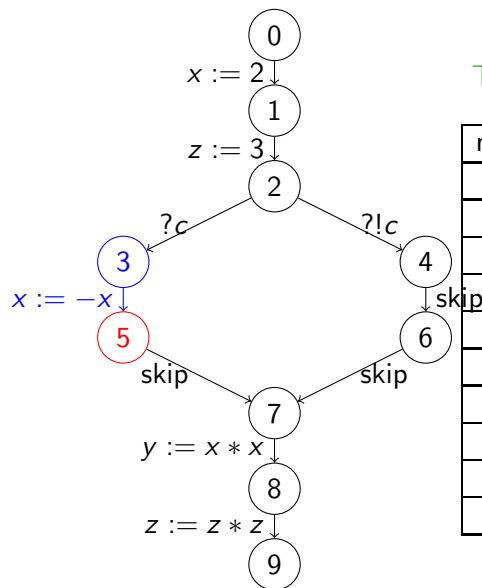 0
x := 2
1
z := 3
2
?c
?!c
3
4
x := −x
skip
5
6
skip
skip
7
y := x ∗ x
8
z := z ∗ z
9